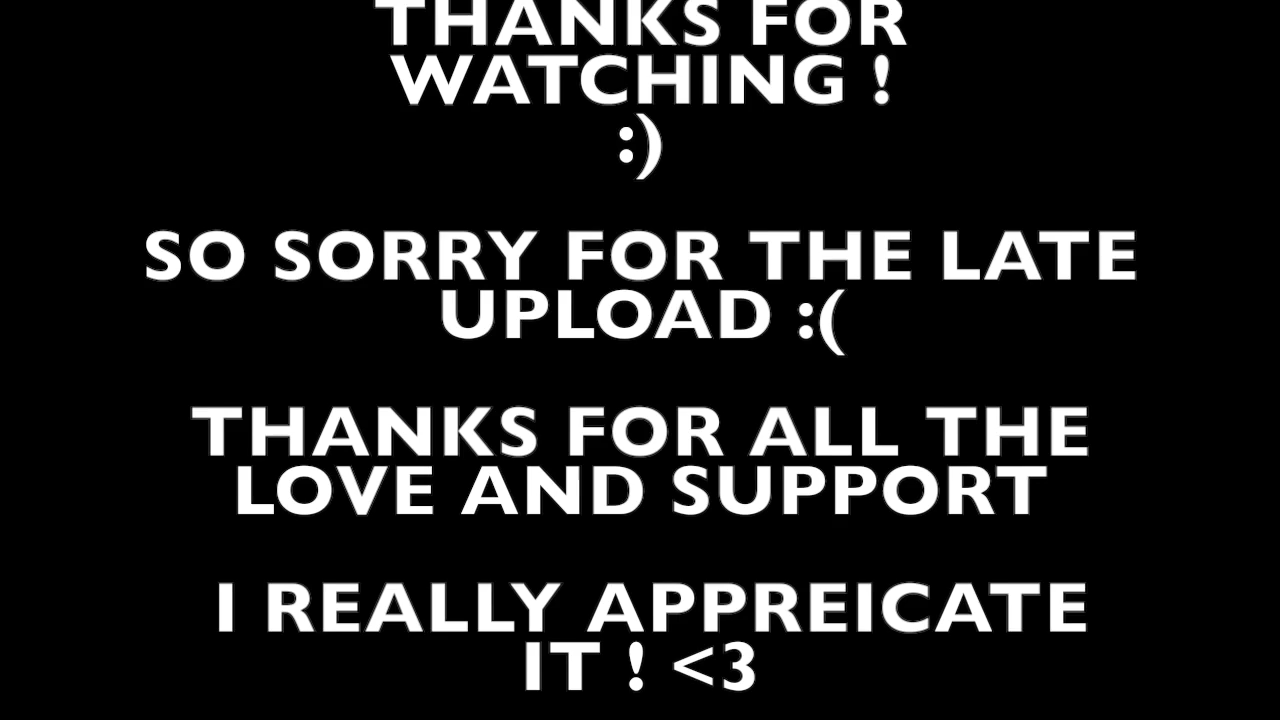 THANKS FOR
WATCHING !
:)
SO SORRY FOR THE LATE
UPLOAD :(
THANKS FOR ALL THE
LOVE AND SUPPORT
I REALLY APPREICATE
IT ! <3